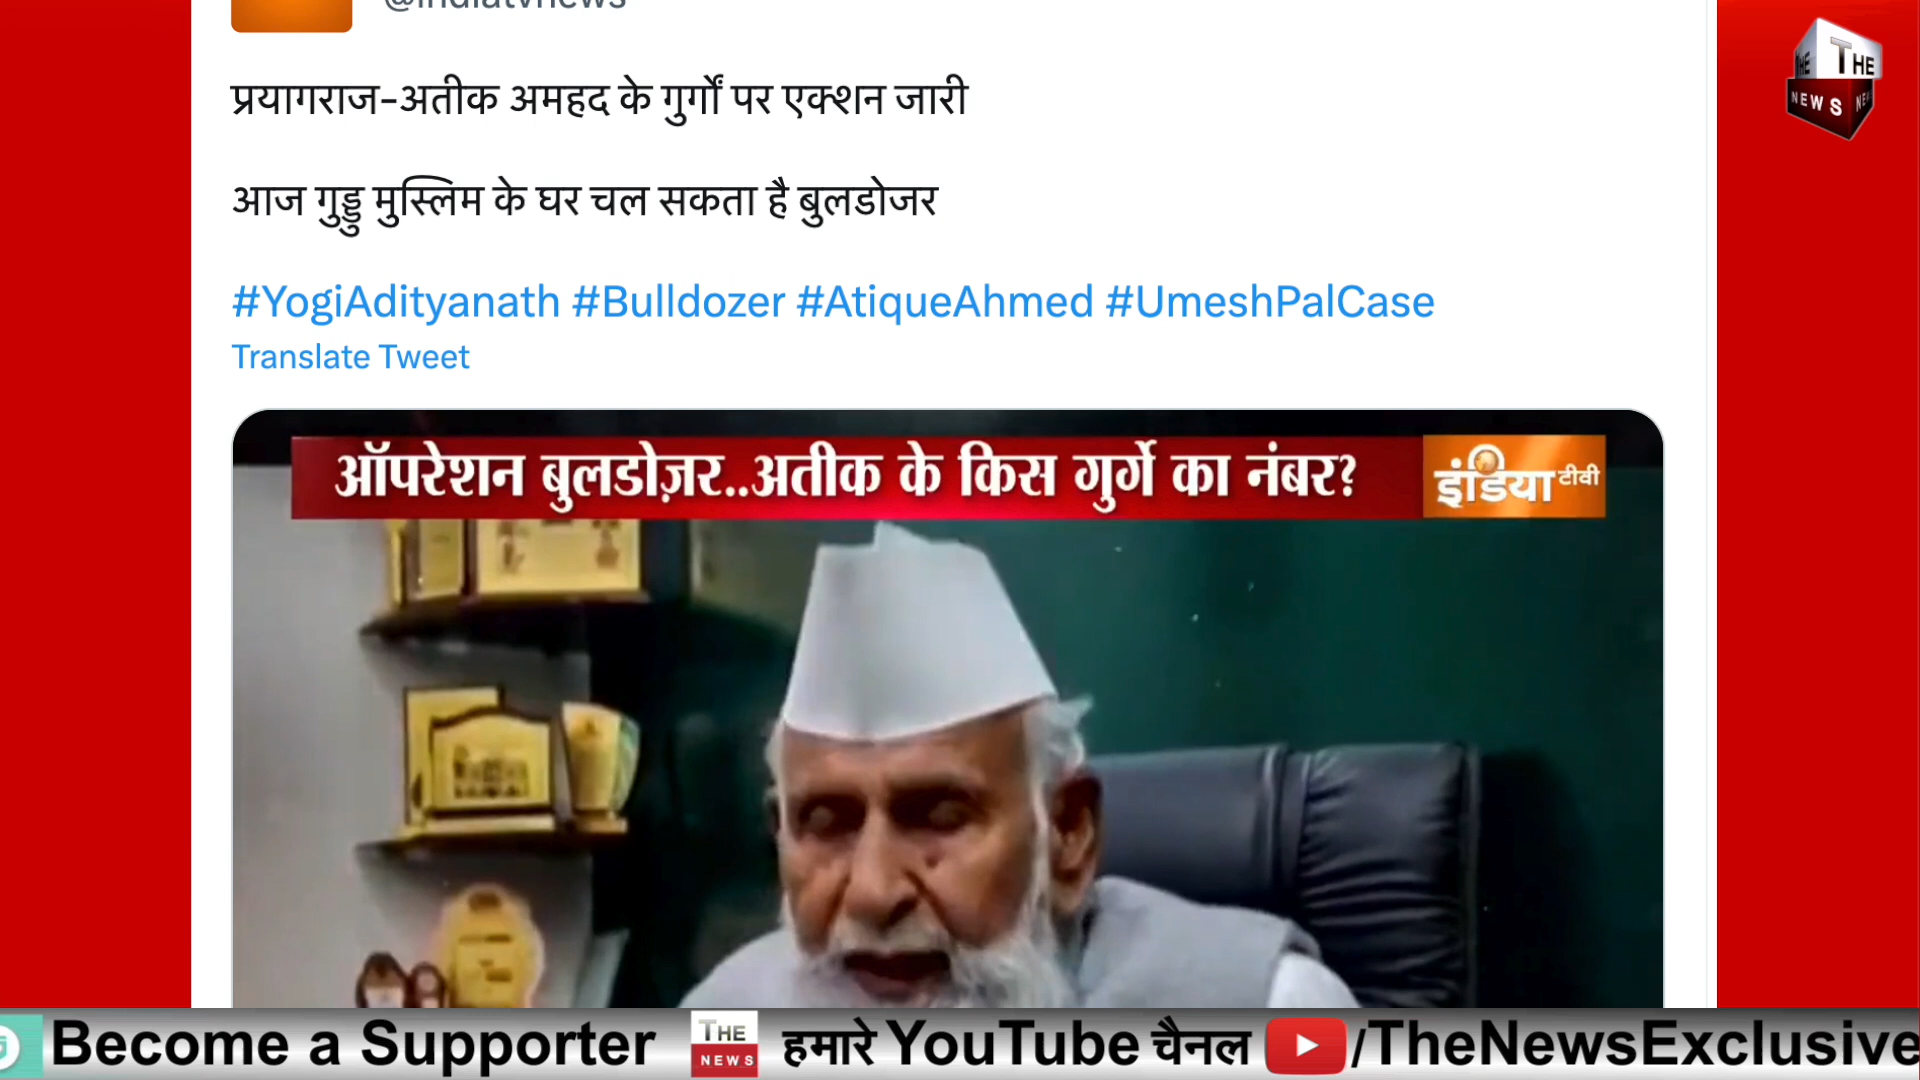 @indiatvnews
THE
NEWS
प्रयागराज-अतीक अमहद के गुर्गों पर एक्शन जारी
आज गुड्डु मुस्लिम के घर चल सकता है बुलडोजर
#YogiAdityanath #Bulldozer #AtiqueAhmed #UmeshPalCase
Translate Tweet
ऑपरेशन बुलडोज़र..अतीक के किस गुर्गे का नंबर?
इंडिया टीवी
Become a Supporter THE NEWS हमारे YouTube चैनल /TheNewsExclusive